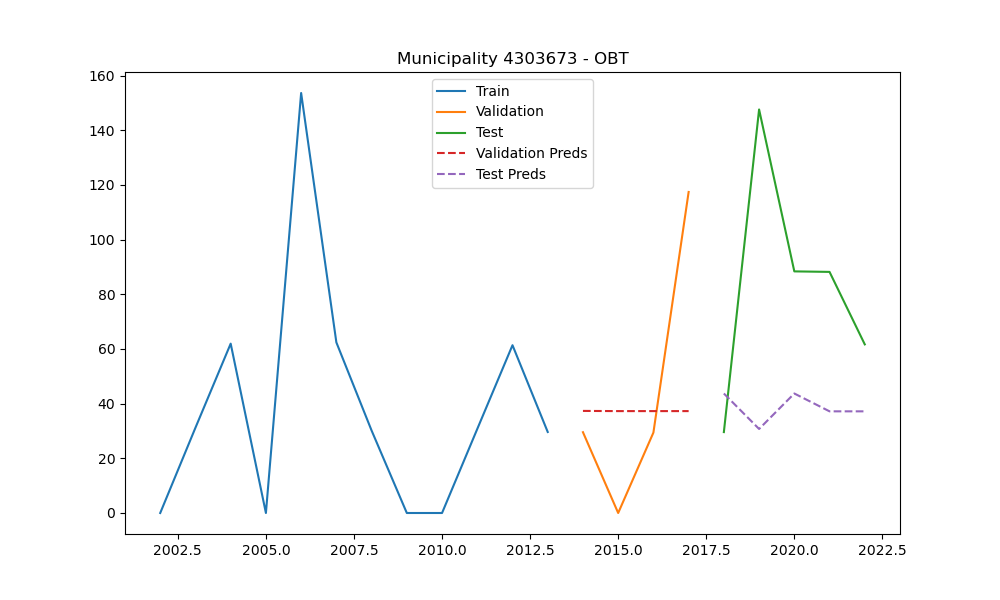 Municipality 4303673 - OBT
160
140
120
100
80
60
40
20
0
Train
Validation
Test
Validation Preds
Test Preds
2002.5 2005.0 2007.5 2010.0 2012.5 2015.0 2017.5 2020.0 2022.5